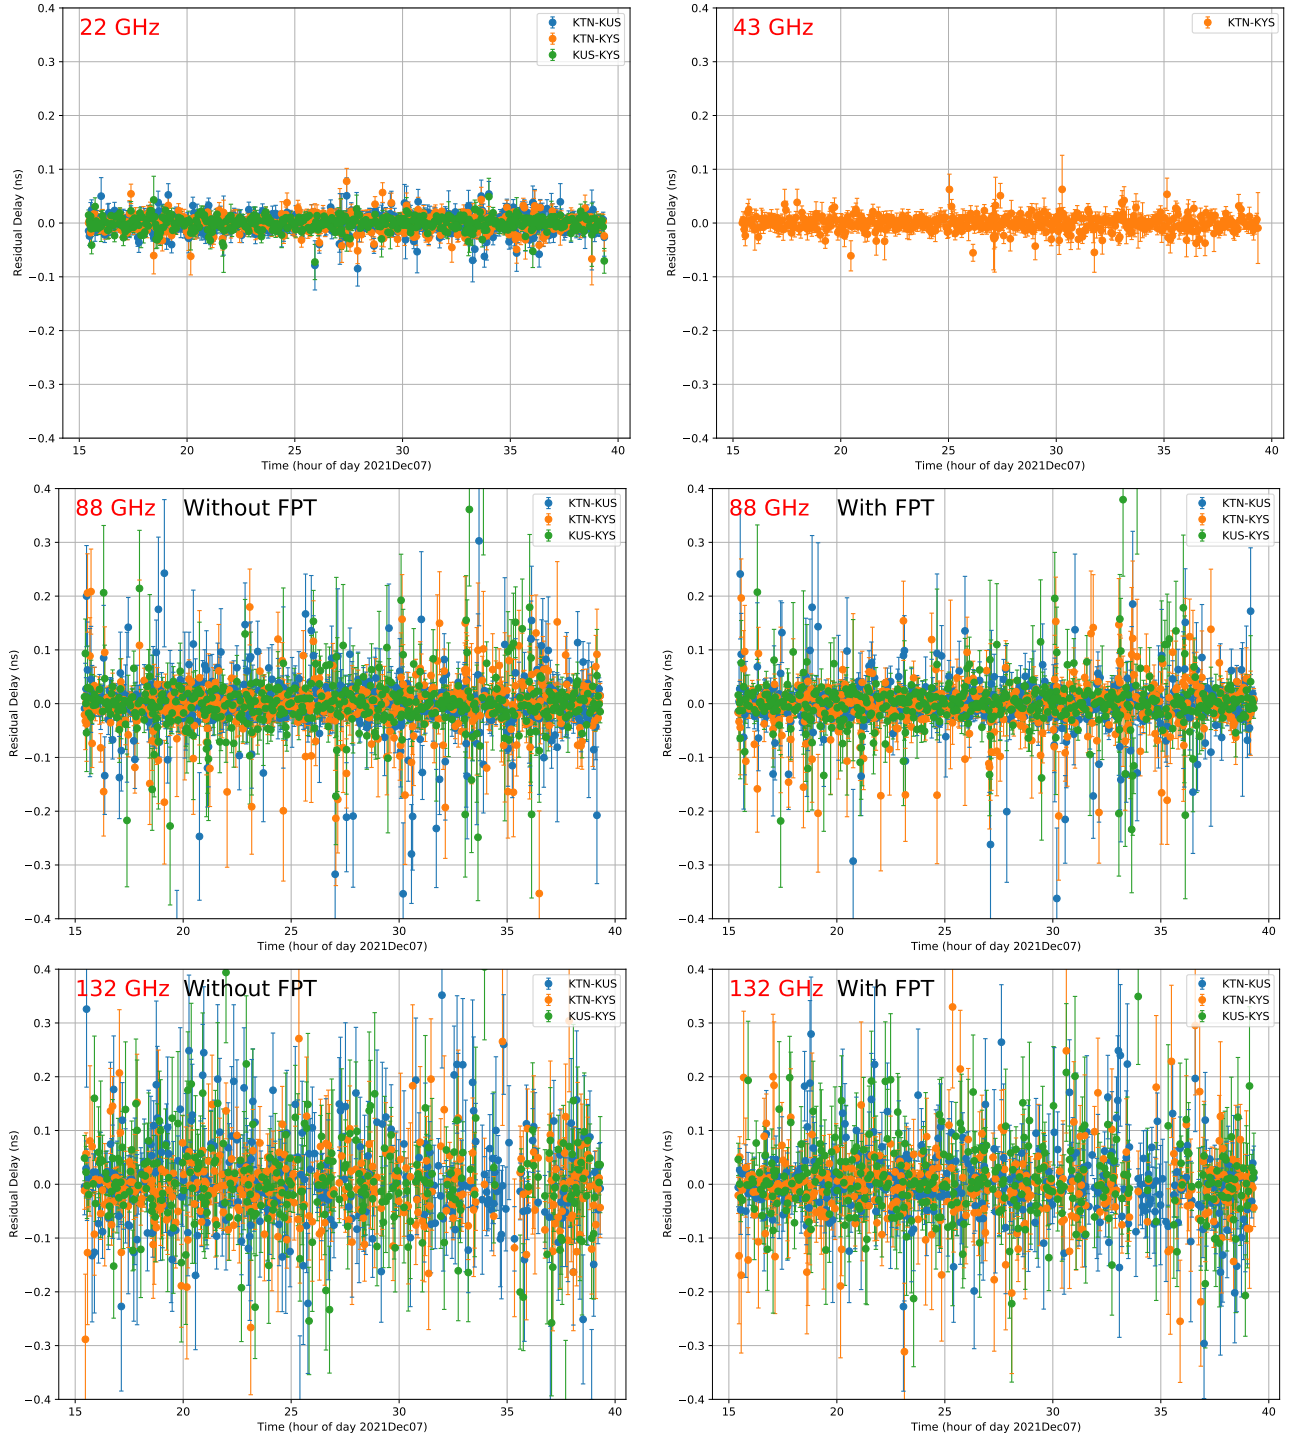 22 GHz
KTN-KUS
KTN-KYS
KUS-KYS
0.4
0.3
0.2
0.1
0.0
−0.1
−0.2
−0.3
−0.4
Residual Delay (ns)
15 20 25 30 35 40
Time (hour of day 2021Dec07)
43 GHz
KTN-KYS
0.4
0.3
0.2
0.1
0.0
−0.1
−0.2
−0.3
−0.4
Residual Delay (ns)
15 20 25 30 35 40
Time (hour of day 2021Dec07)
88 GHz Without FPT
KTN-KUS
KTN-KYS
KUS-KYS
0.4
0.3
0.2
0.1
0.0
−0.1
−0.2
−0.3
−0.4
Residual Delay (ns)
15 20 25 30 35 40
Time (hour of day 2021Dec07)
88 GHz With FPT
KTN-KUS
KTN-KYS
KUS-KYS
0.4
0.3
0.2
0.1
0.0
−0.1
−0.2
−0.3
−0.4
Residual Delay (ns)
15 20 25 30 35 40
Time (hour of day 2021Dec07)
132 GHz Without FPT
KTN-KUS
KTN-KYS
KUS-KYS
0.4
0.3
0.2
0.1
0.0
−0.1
−0.2
−0.3
−0.4
Residual Delay (ns)
15 20 25 30 35 40
Time (hour of day 2021Dec07)
132 GHz With FPT
KTN-KUS
KTN-KYS
KUS-KYS
0.4
0.3
0.2
0.1
0.0
−0.1
−0.2
−0.3
−0.4
Residual Delay (ns)
15 20 25 30 35 40
Time (hour of day 2021Dec07)